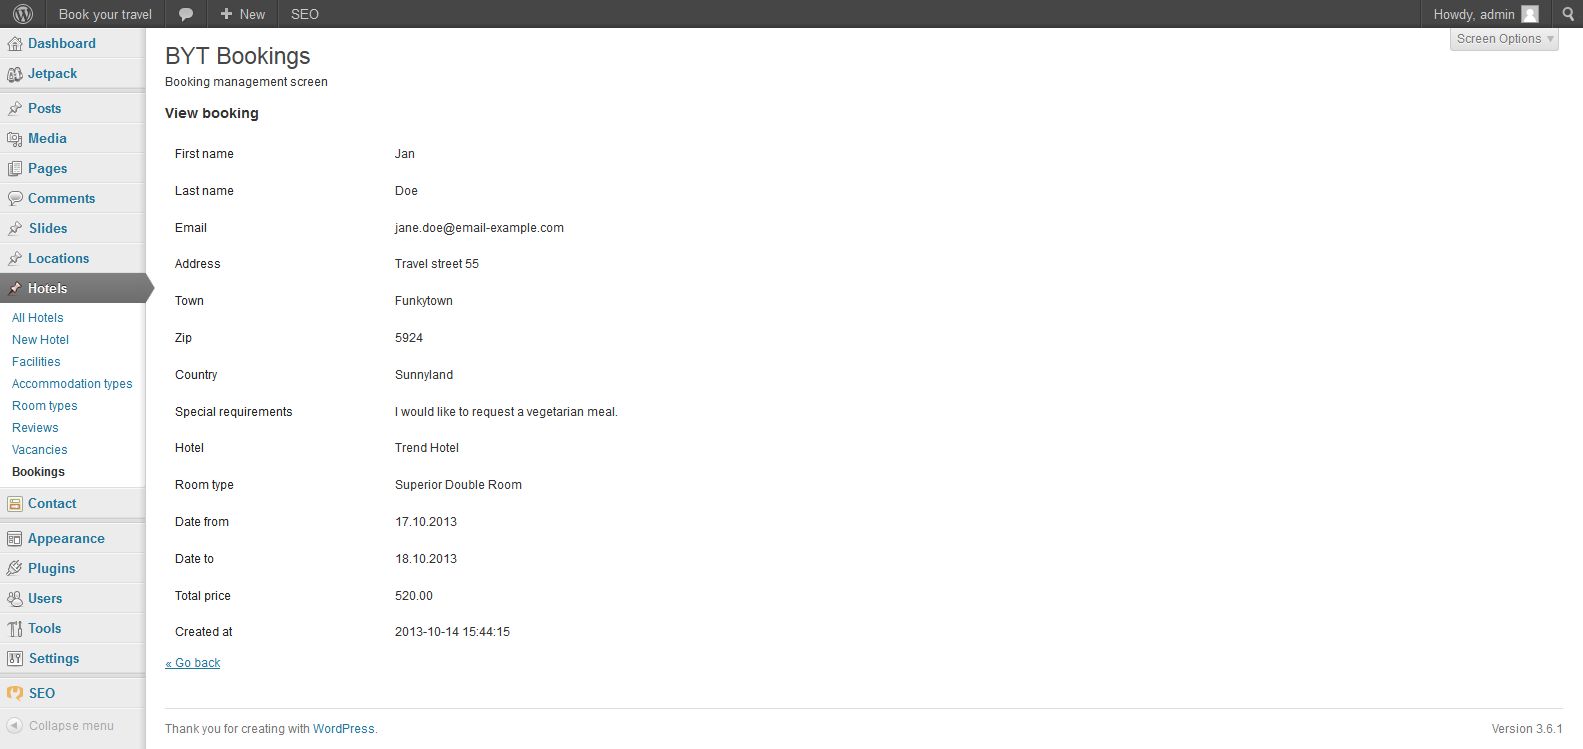 Book your travel
New
SEO
Howdy, admin
Screen Options
Dashboard
Jetpack
Posts
Media
Pages
Comments
Slides
Locations
Hotels
All Hotels
New Hotel
Facilities
Accommodation types
Room types
Reviews
Vacancies
Bookings
Contact
Appearance
Plugins
Users
Tools
Settings
SEO
Collapse menu
BYT Bookings
Booking management screen
View booking
First name Jan
Last name Doe
Email jane.doe@email-example.com
Address Travel street 55
Town Funkytown
Zip 5924
Country Sunnyland
Special requirements I would like to request a vegetarian meal.
Hotel Trend Hotel
Room type Superior Double Room
Date from 17.10.2013
Date to 18.10.2013
Total price 520.00
Created at 2013-10-14 15:44:15
« Go back
Thank you for creating with WordPress.
Version 3.6.1